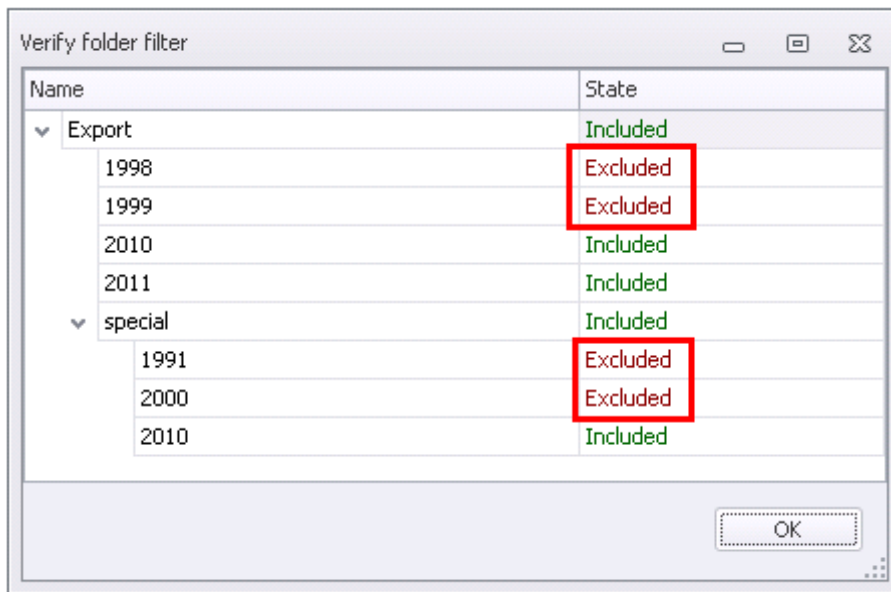 Verify folder filter
Name State
Export Included
1998 Excluded
1999 Excluded
2010 Included
2011 Included
special Included
1991 Excluded
2000 Excluded
2010 Included
OK